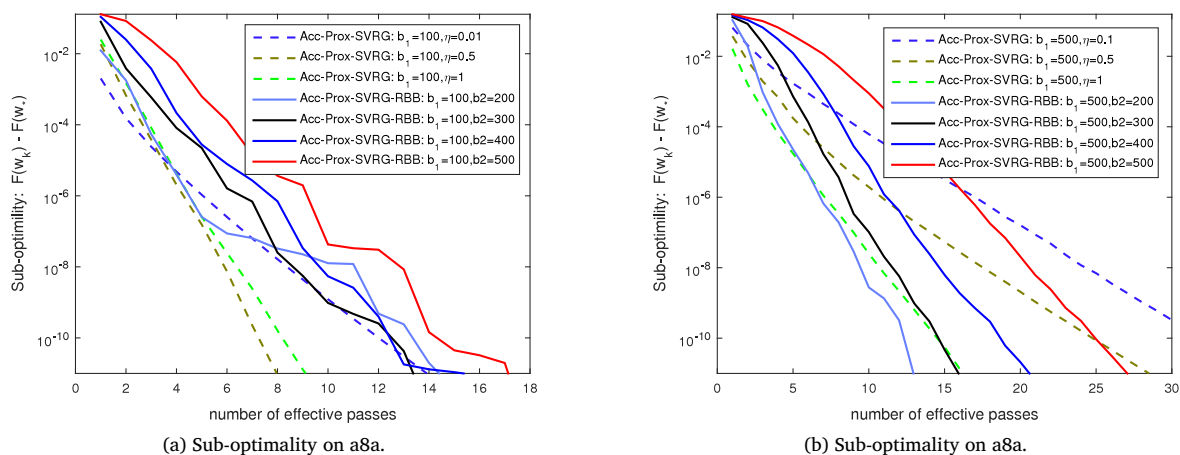 Sub-optimility: F(w_k) - F(w_*)
10^-2
10^-4
10^-6
10^-8
10^-10
Acc-Prox-SVRG: b_1=100,η=0.01
Acc-Prox-SVRG: b_1=100,η=0.5
Acc-Prox-SVRG: b_1=100,η=1
Acc-Prox-SVRG-RBB: b_1=100,b2=200
Acc-Prox-SVRG-RBB: b_1=100,b2=300
Acc-Prox-SVRG-RBB: b_1=100,b2=400
Acc-Prox-SVRG-RBB: b_1=100,b2=500
0 2 4 6 8 10 12 14 16 18
number of effective passes
(a) Sub-optimality on a8a.
Sub-optimility: F(w_k) - F(w_*)
10^-2
10^-4
10^-6
10^-8
10^-10
Acc-Prox-SVRG: b_1=500,η=0.1
Acc-Prox-SVRG: b_1=500,η=0.5
Acc-Prox-SVRG: b_1=500,η=1
Acc-Prox-SVRG-RBB: b_1=500,b2=200
Acc-Prox-SVRG-RBB: b_1=500,b2=300
Acc-Prox-SVRG-RBB: b_1=500,b2=400
Acc-Prox-SVRG-RBB: b_1=500,b2=500
0 5 10 15 20 25 30
number of effective passes
(b) Sub-optimality on a8a.